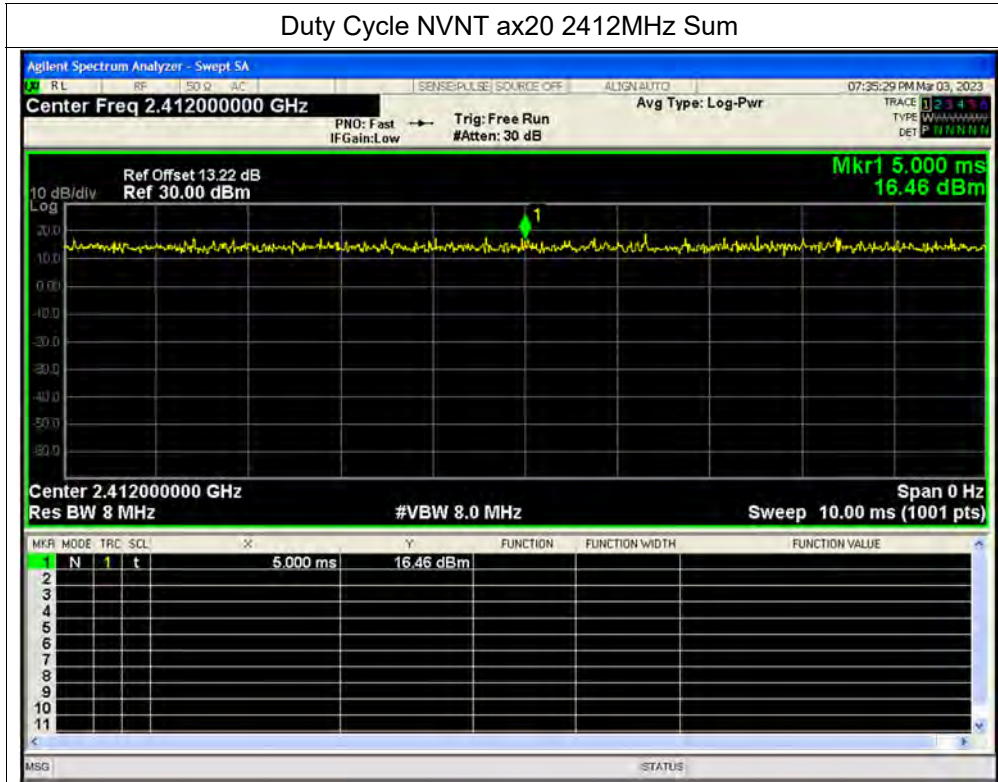 Duty Cycle NVNT ax20 2412MHz Sum
Agilent Spectrum Analyzer - Swept SA
RL RF 50 Ω AC SENSE:PULSE SOURCE OFF ALIGN AUTO 07:35:29 PM Mar 03, 2023
Center Freq 2.412000000 GHz
PNO: Fast
IFGain:Low
Trig: Free Run
#Atten: 30 dB
Avg Type: Log-Pwr
TRACE 1 2 3 4 5 6
TYPE W
DET P N N N N N
Mkr1 5.000 ms
16.46 dBm
Ref Offset 13.22 dB
10 dB/div Ref 30.00 dBm
Log
1
20.0
10.0
0.00
-10.0
-20.0
-30.0
-40.0
-50.0
-60.0
Center 2.412000000 GHz Span 0 Hz
Res BW 8 MHz #VBW 8.0 MHz Sweep 10.00 ms (1001 pts)
MKR MODE TRC SCL X Y FUNCTION FUNCTION WIDTH FUNCTION VALUE
1 N 1 t 5.000 ms 16.46 dBm
2
3
4
5
6
7
8
9
10
11
MSG STATUS